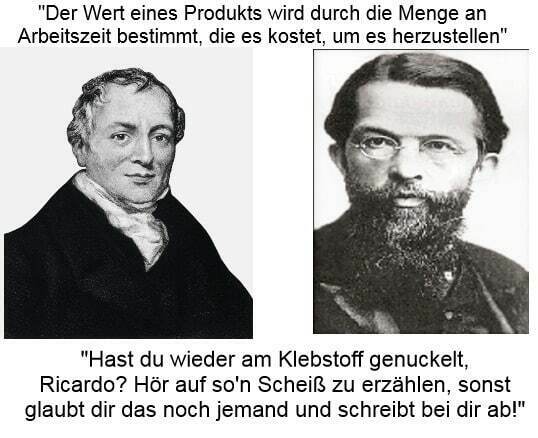 "Der Wert eines Produkts wird durch die Menge an
Arbeitszeit bestimmt, die es kostet, um es herzustellen"
"Hast du wieder am Klebstoff genuckelt,
Ricardo? Hör auf so'n Scheiß zu erzählen, sonst
glaubt dir das noch jemand und schreibt bei dir ab!"